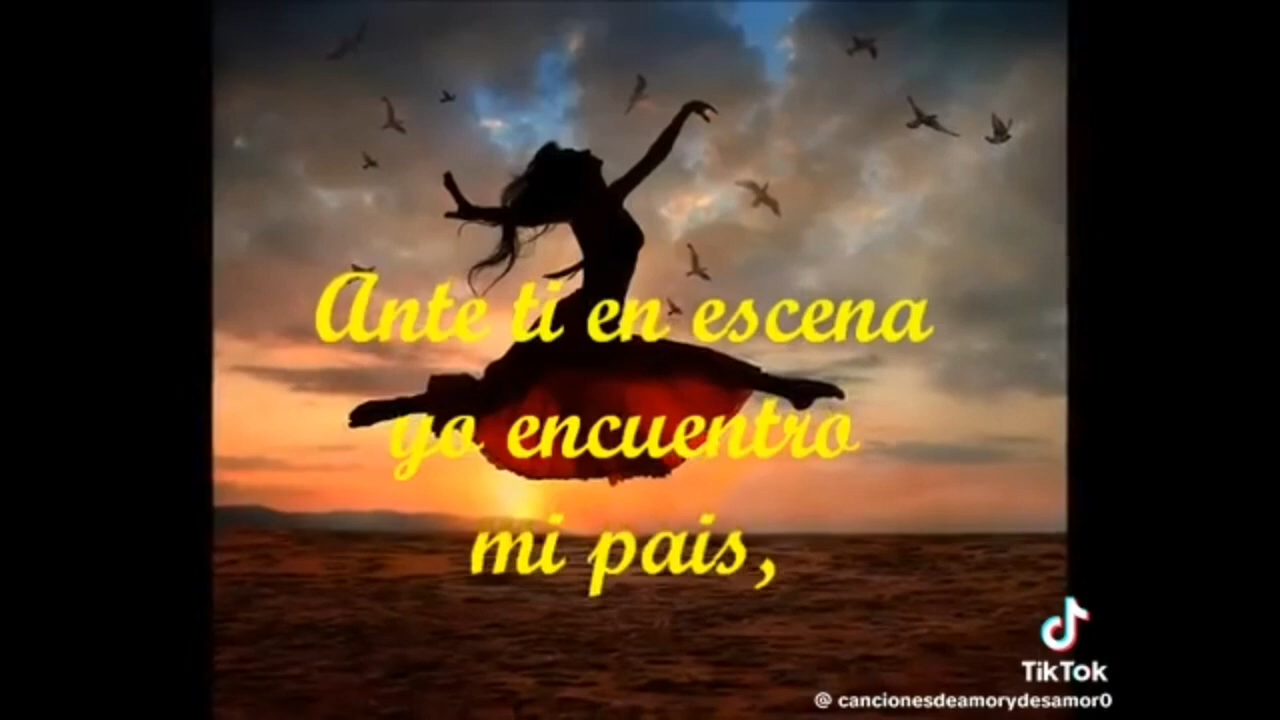 Ante ti en escena
yo encuentro
mi pais,
TikTok
@ cancionesdeamorydesamor0